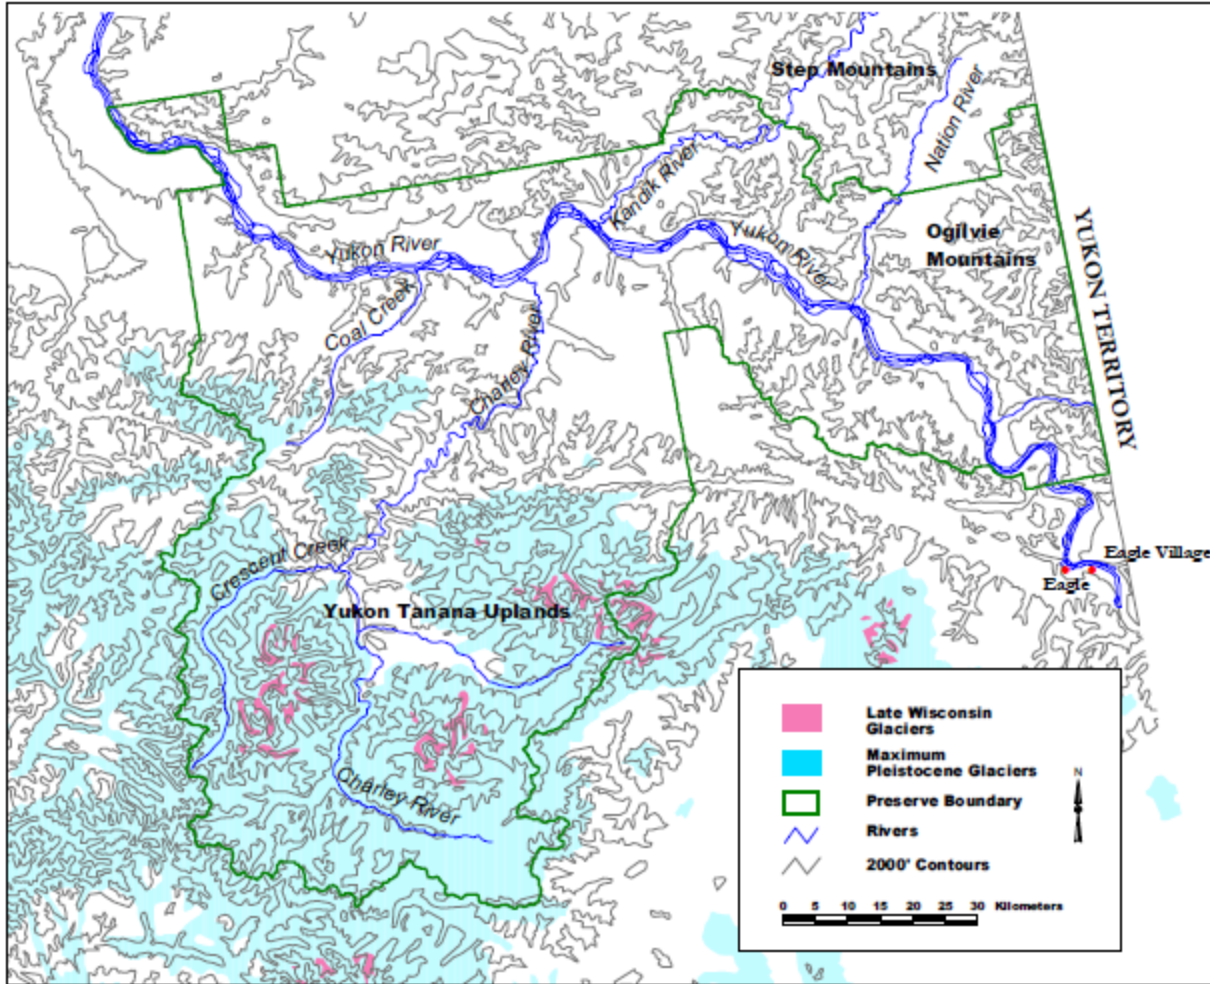 Step Mountains
Nation River
Kandik River
Yukon River
Yukon River
Ogilvie
Mountains
YUKON TERRITORY
Coal Creek
Charley River
Crescent Creek
Eagle Village
Eagle
Yukon Tanana Uplands
Charley River
Late Wisconsin
Glaciers
Maximum
Pleistocene Glaciers
Preserve Boundary
Rivers
2000' Contours
N
0 5 10 15 20 25 30 Kilometers